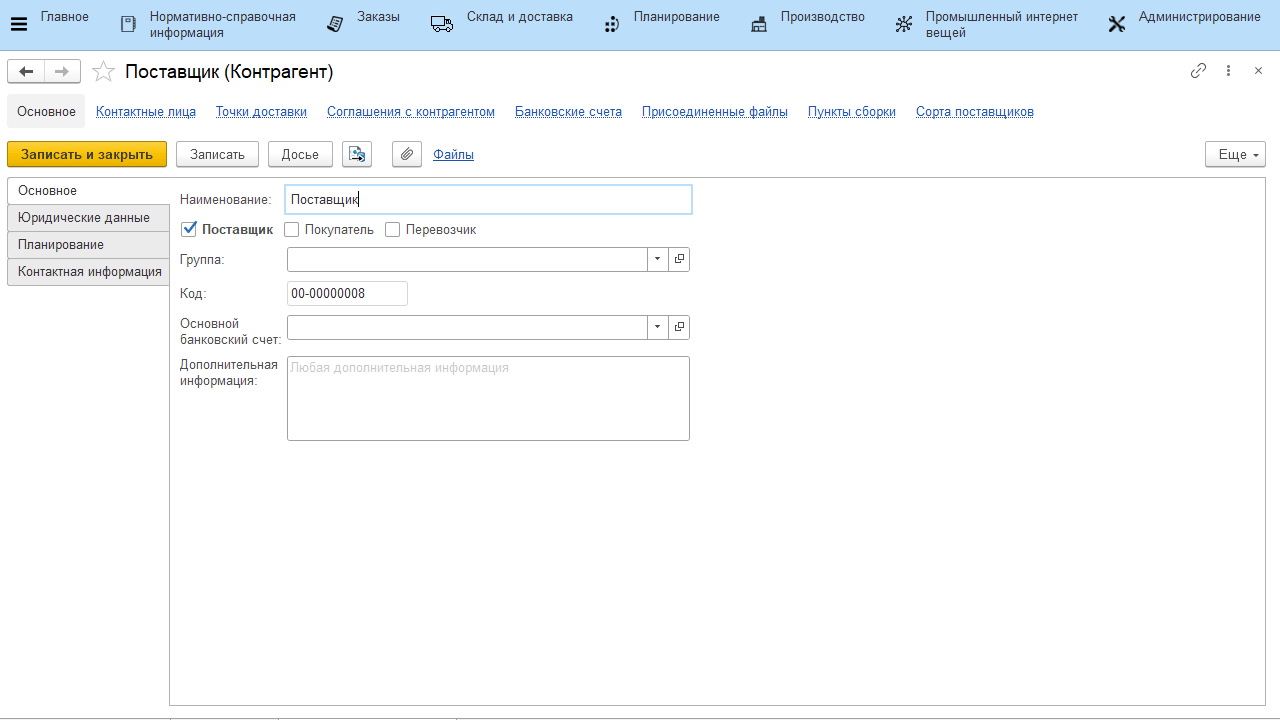 Главное
Нормативно-справочная
информация
Заказы
Склад и доставка
Планирование
Производство
Промышленный интернет
вещей
Администрирование
Поставщик (Контрагент)
Основное
Контактные лица
Точки доставки
Соглашения с контрагентом
Банковские счета
Присоединенные файлы
Пункты сборки
Сорта поставщиков
Записать и закрыть
Записать
Досье
Файлы
Еще
Основное
Юридические данные
Планирование
Контактная информация
Наименование:
Поставщик
Поставщик
Покупатель
Перевозчик
Группа:
Код:
00-00000008
Основной
банковский счет:
Дополнительная
информация:
Любая дополнительная информация